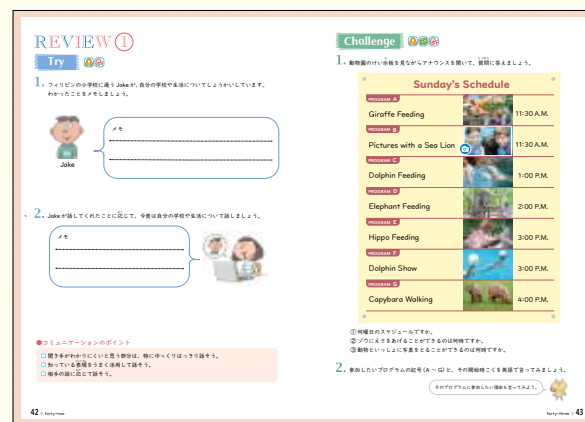 REVIEW①
Try
1. フィリピンの小学校に通う Jake が、自分の学校や生活についてしょうかいしています。
わかったことをメモしましょう。
メモ
Jake
2. Jake が話してくれたことに応じて、今度は自分の学校や生活について話しましょう。
メモ
●コミュニケーションのポイント
□ 聞き手がわかりにくいと思う部分は、特にゆっくりはっきり話そう。
□ 知っている表現をうまく活用して話そう。
□ 相手の話に応じて話そう。
42 forty-two
Challenge
1. 動物園のけい示板を見ながらアナウンスを聞いて、質問に答えましょう。
Sunday's Schedule
PROGRAM A
Giraffe Feeding 11:30 A.M.
PROGRAM B
Pictures with a Sea Lion 11:30 A.M.
PROGRAM C
Dolphin Feeding 1:00 P.M.
PROGRAM D
Elephant Feeding 2:00 P.M.
PROGRAM E
Hippo Feeding 3:00 P.M.
PROGRAM F
Dolphin Show 3:00 P.M.
PROGRAM G
Capybara Walking 4:00 P.M.
① 何曜日のスケジュールですか。
② ゾウにえさをあげることができるのは何時ですか。
③ 動物といっしょに写真をとることができるのは何時ですか。
2. 参加したいプログラムの記号(A ~ G)と、その開始時こくを英語で言ってみましょう。
そのプログラムに参加したい理由も言ってみよう。
forty-three 43